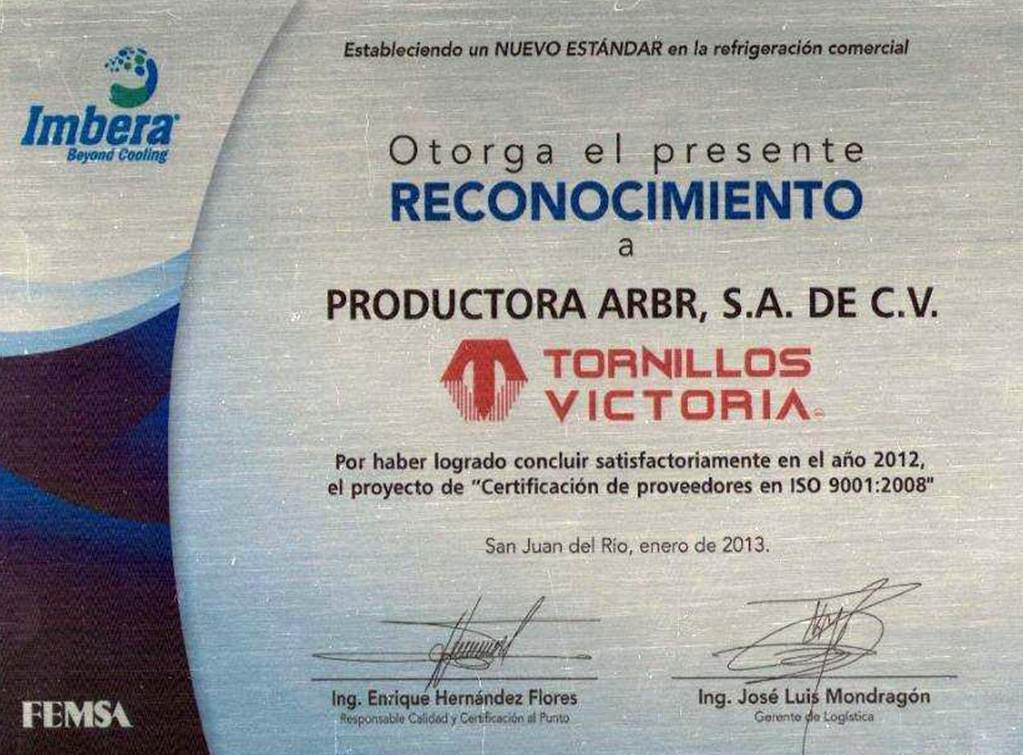 Estableciendo un NUEVO ESTÁNDAR en la refrigeración comercial
Imbera
Beyond Cooling
Otorga el presente
RECONOCIMIENTO
a
PRODUCTORA ARBR, S.A. DE C.V.
TORNILLOS
VICTORIA
Por haber logrado concluir satisfactoriamente en el año 2012,
el proyecto de "Certificación de proveedores en ISO 9001:2008"
San Juan del Río, enero de 2013.
Ing. Enrique Hernández Flores
Responsable Calidad y Certificación al Punto
Ing. José Luis Mondragón
Gerente de Logística
FEMSA